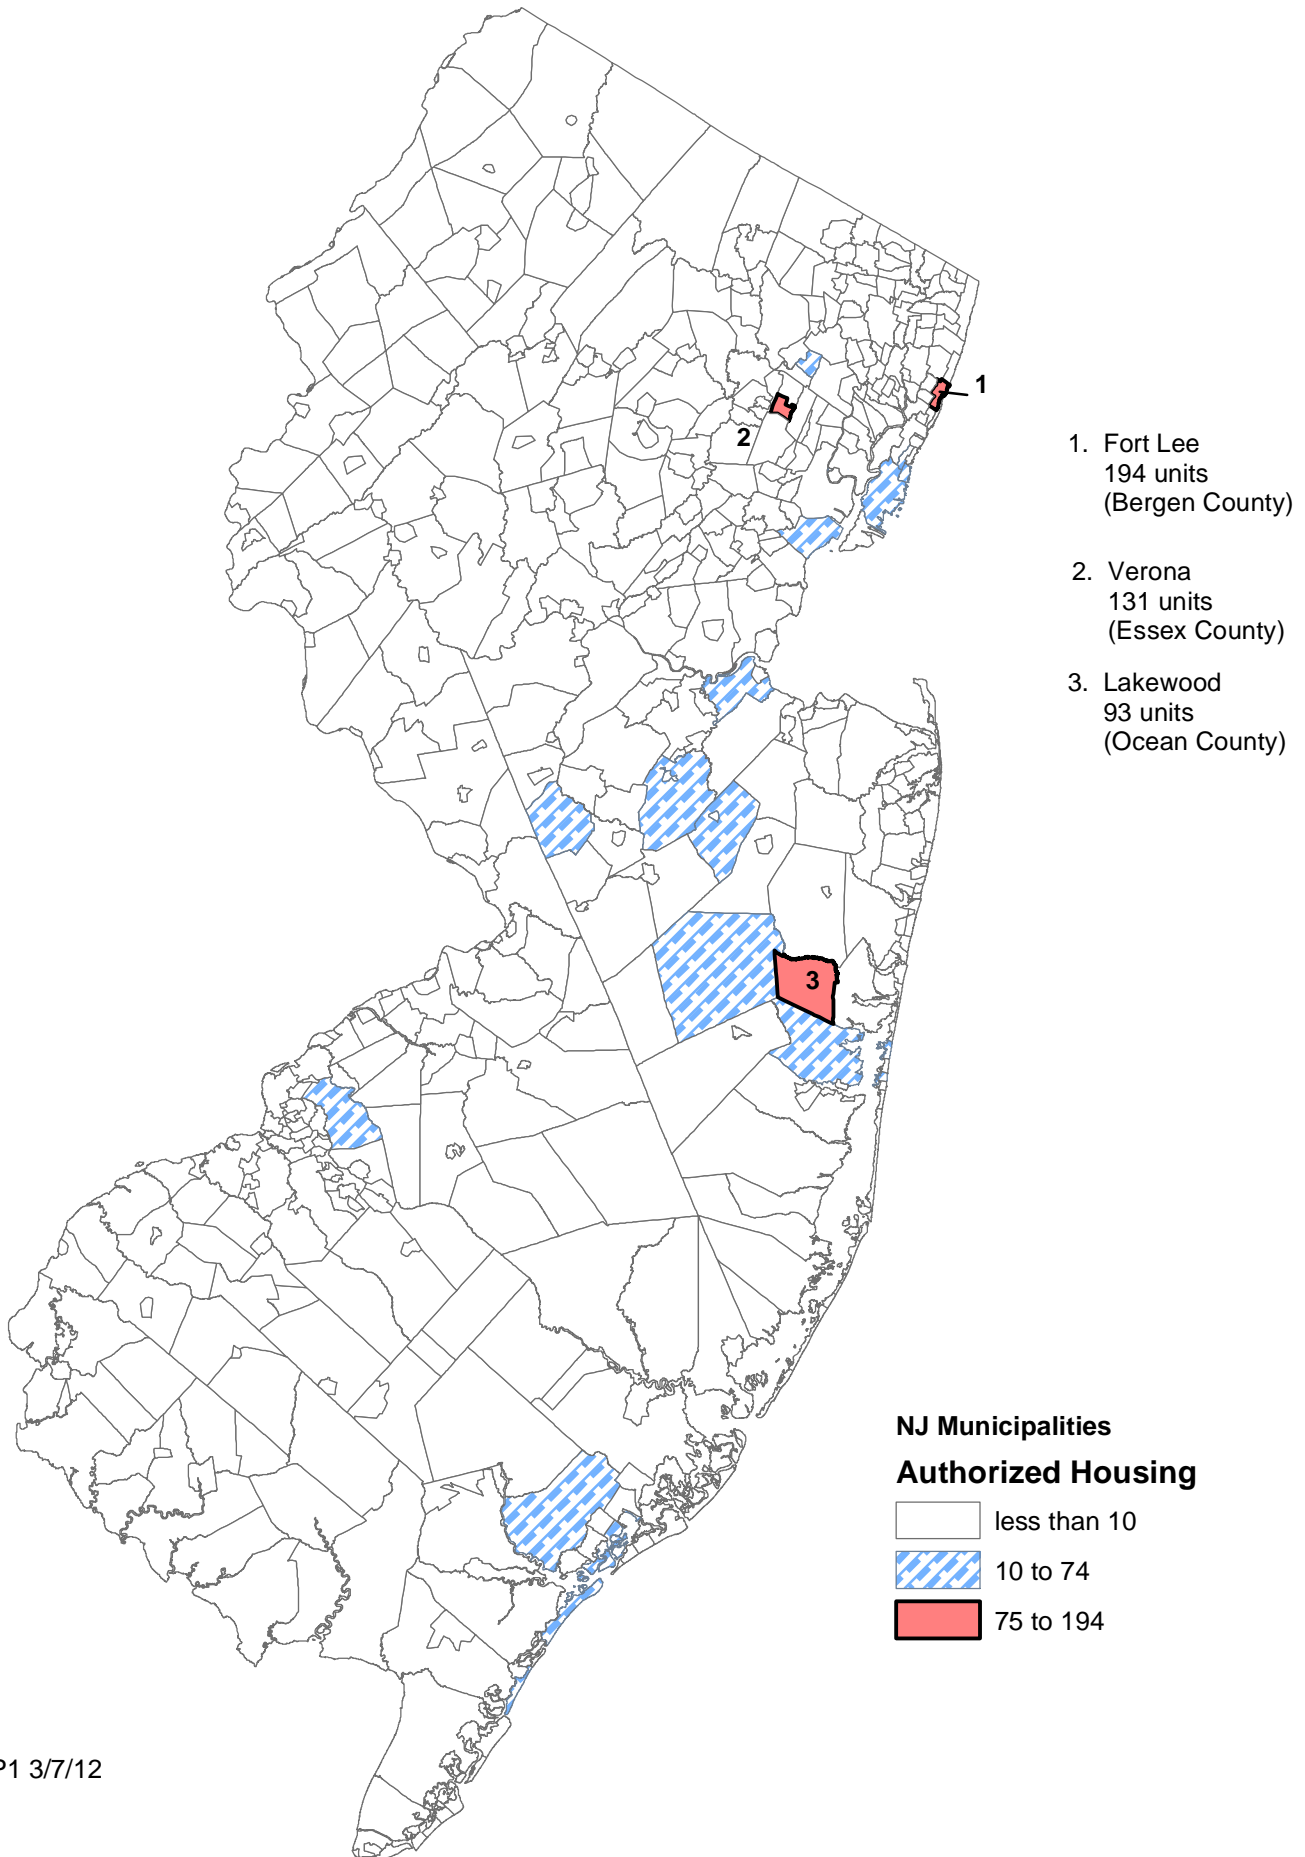 1
2
1. Fort Lee
194 units
(Bergen County)
2. Verona
131 units
(Essex County)
3. Lakewood
93 units
(Ocean County)
3
NJ Municipalities
Authorized Housing
less than 10
10 to 74
75 to 194
P1 3/7/12